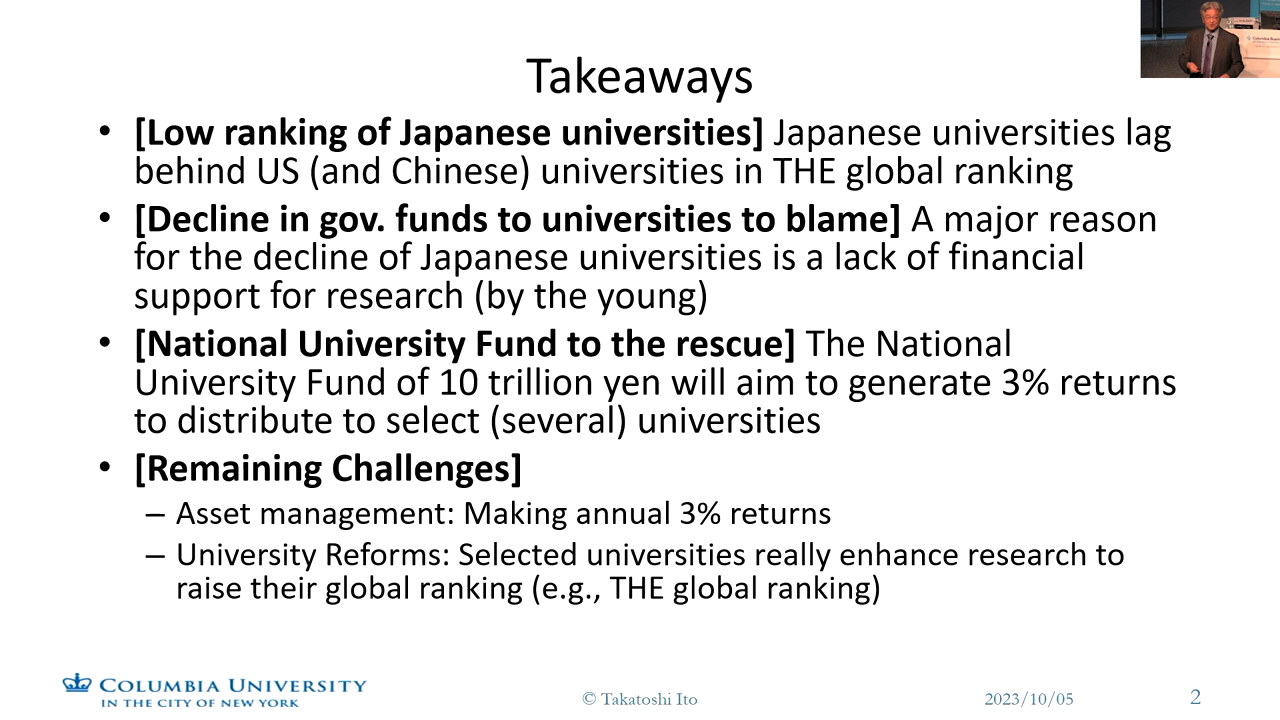 Takeaways
• [Low ranking of Japanese universities] Japanese universities lag
behind US (and Chinese) universities in THE global ranking
• [Decline in gov. funds to universities to blame] A major reason
for the decline of Japanese universities is a lack of financial
support for research (by the young)
• [National University Fund to the rescue] The National
University Fund of 10 trillion yen will aim to generate 3% returns
to distribute to select (several) universities
• [Remaining Challenges]
– Asset management: Making annual 3% returns
– University Reforms: Selected universities really enhance research to
raise their global ranking (e.g., THE global ranking)
COLUMBIA UNIVERSITY
IN THE CITY OF NEW YORK
© Takatoshi Ito
2023/10/05
2